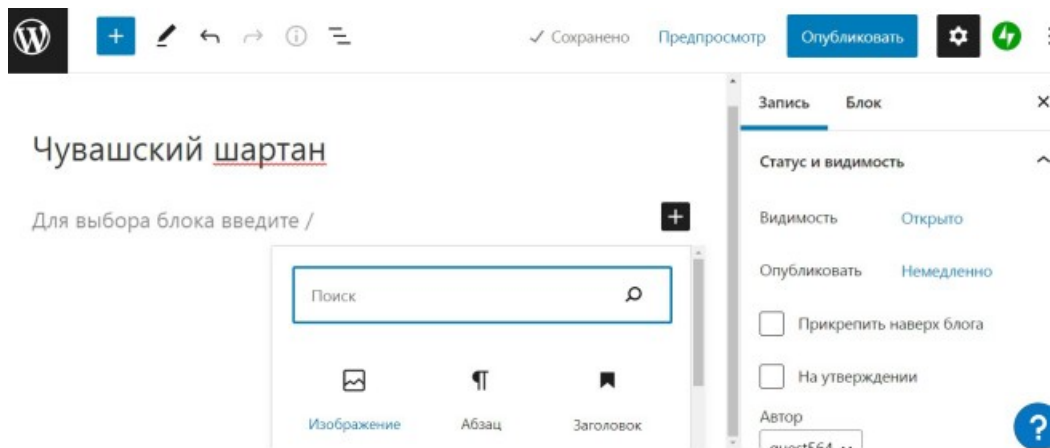 Сохранено Предпросмотр Опубликовать
Запись Блок
Чувашский шартан
Статус и видимость
Для выбора блока введите /
Видимость Открыто
Опубликовать Немедленно
Поиск
Прикрепить наверх блога
На утверждении
Изображение Абзац Заголовок
Автор
guest564